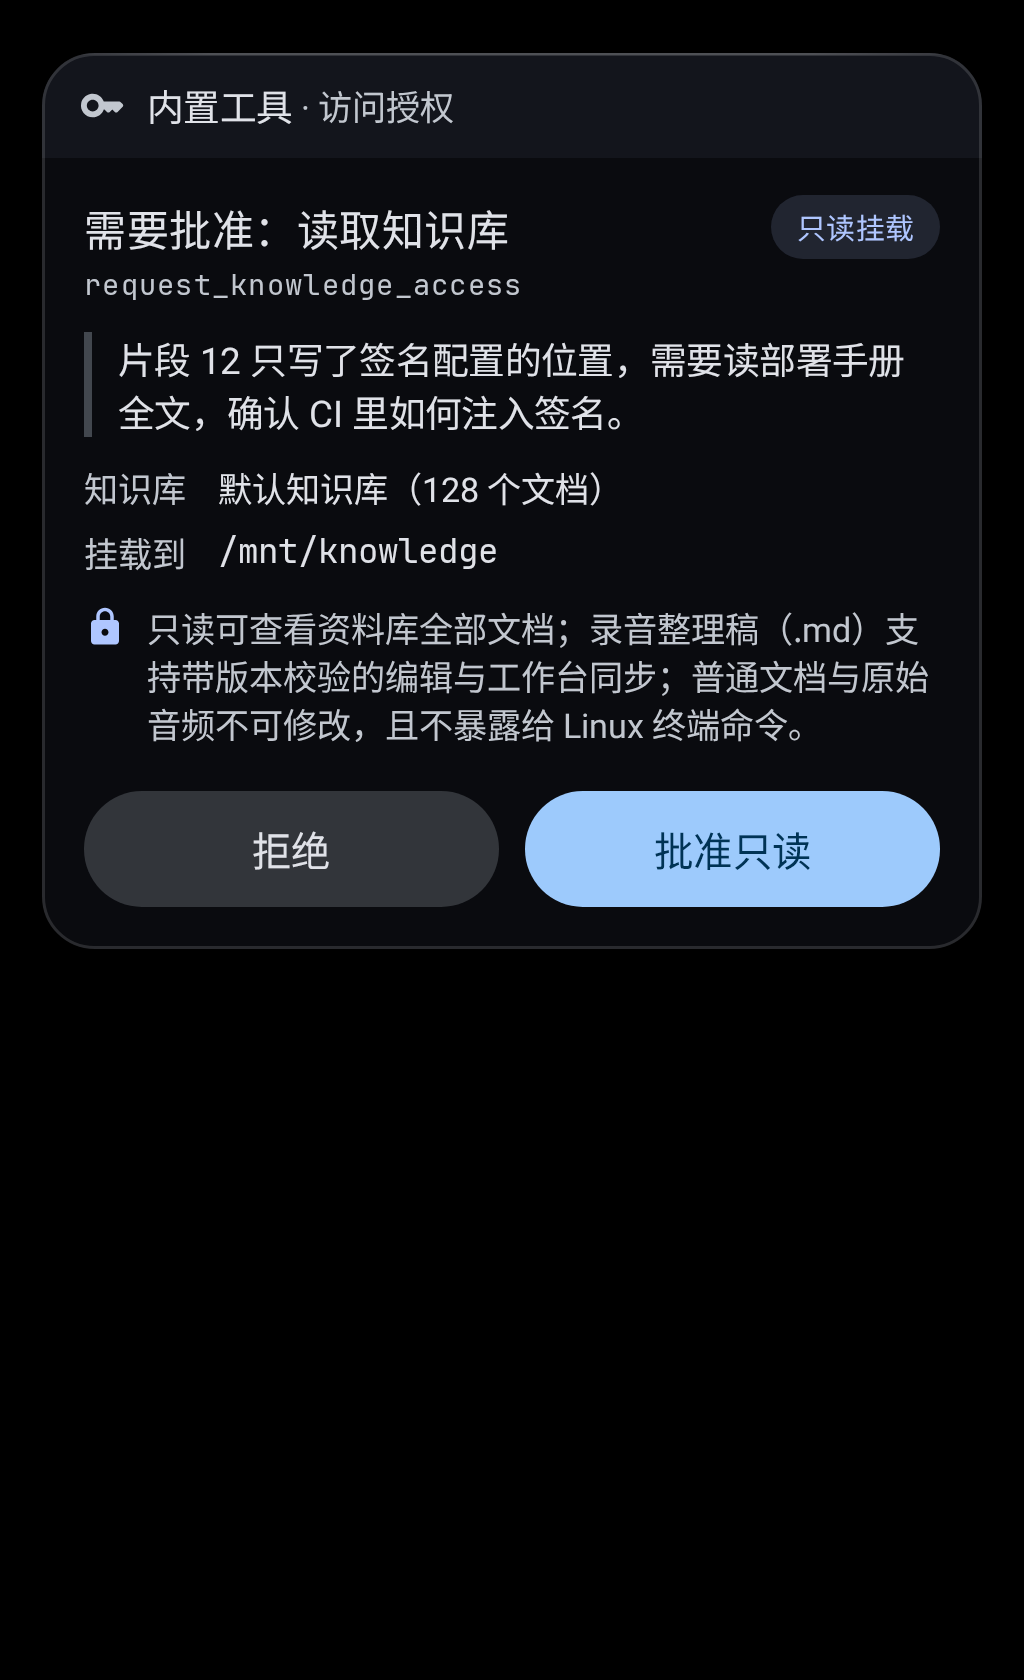 内置工具 · 访问授权
需要批准：读取知识库
只读挂载
request_knowledge_access
片段 12 只写了签名配置的位置，需要读部署手册
全文，确认 CI 里如何注入签名。
知识库 默认知识库（128 个文档）
挂载到 /mnt/knowledge
只读可查看资料库全部文档；录音整理稿（.md）支
持带版本校验的编辑与工作台同步；普通文档与原始
音频不可修改，且不暴露给 Linux 终端命令。
拒绝
批准只读